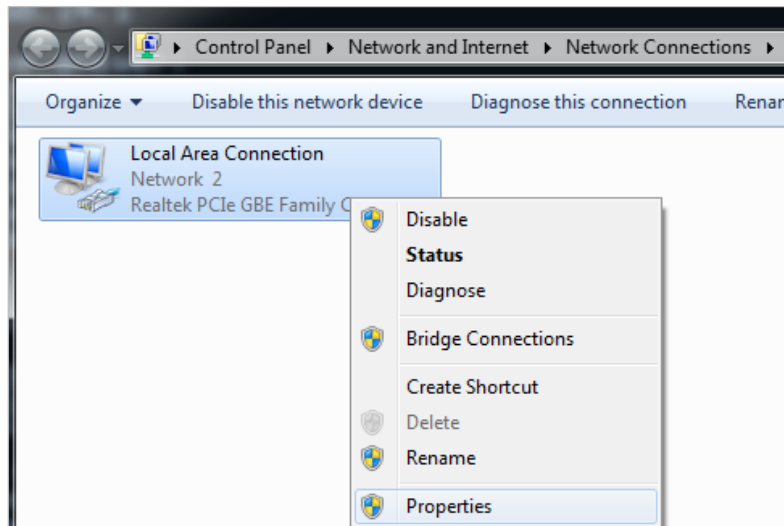 Control Panel Network and Internet Network Connections
Organize Disable this network device Diagnose this connection Renar
Local Area Connection
Network 2
Realtek PCIe GBE Family C
Disable
Status
Diagnose
Bridge Connections
Create Shortcut
Delete
Rename
Properties